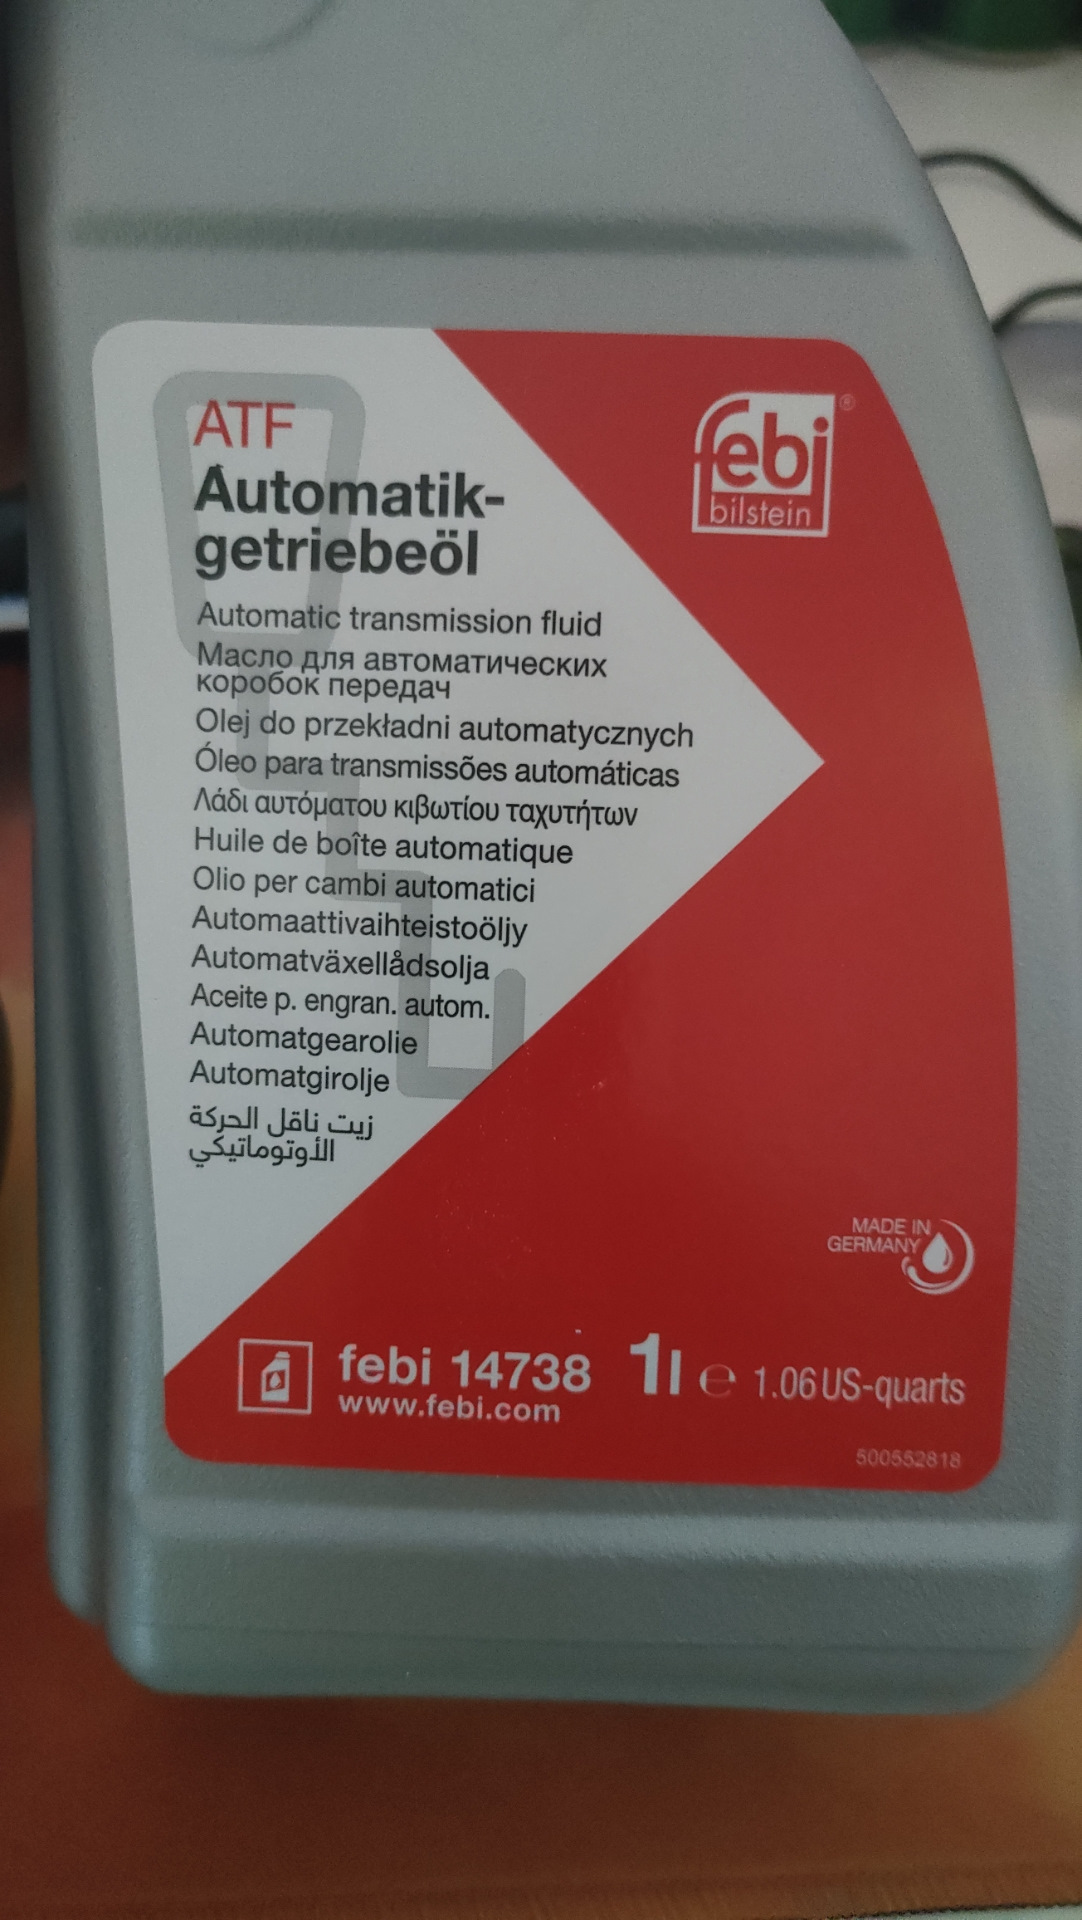 ATF
Automatik-
getriebeöl
Automatic transmission fluid
Масло для автоматических
коробок передач
Olej do przekładni automatycznych
Óleo para transmissões automáticas
Λάδι αυτόματου κιβωτίου ταχυτήτων
Huile de boîte automatique
Olio per cambi automatici
Automaattivaihteistoöljy
Automatväxellådsolja
Aceite p. engran. autom.
Automatgearolie
Automatgirolje
زيت ناقل الحركة
الأوتوماتيكي
febi®
bilstein
MADE IN
GERMANY
febi 14738 1l ℮ 1.06 US-quarts
www.febi.com
500552818